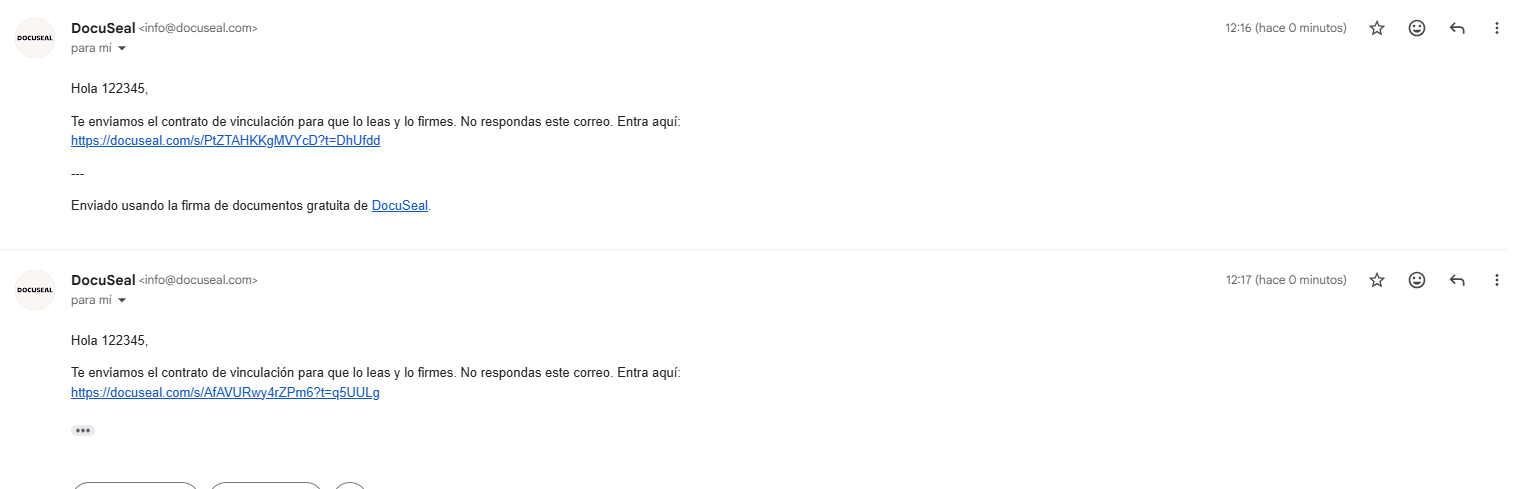 DOCUSEAL
DocuSeal <info@docuseal.com>
12:16 (hace 0 minutos)
para mí
Hola 122345,
Te enviamos el contrato de vinculación para que lo leas y lo firmes. No respondas este correo. Entra aquí:
https://docuseal.com/s/PtZTAHKKgMVYcD?t=DhUfdd
---
Enviado usando la firma de documentos gratuita de DocuSeal.
DOCUSEAL
DocuSeal <info@docuseal.com>
12:17 (hace 0 minutos)
para mí
Hola 122345,
Te enviamos el contrato de vinculación para que lo leas y lo firmes. No respondas este correo. Entra aquí:
https://docuseal.com/s/AfAVURwy4rZPm6?t=q5UULg